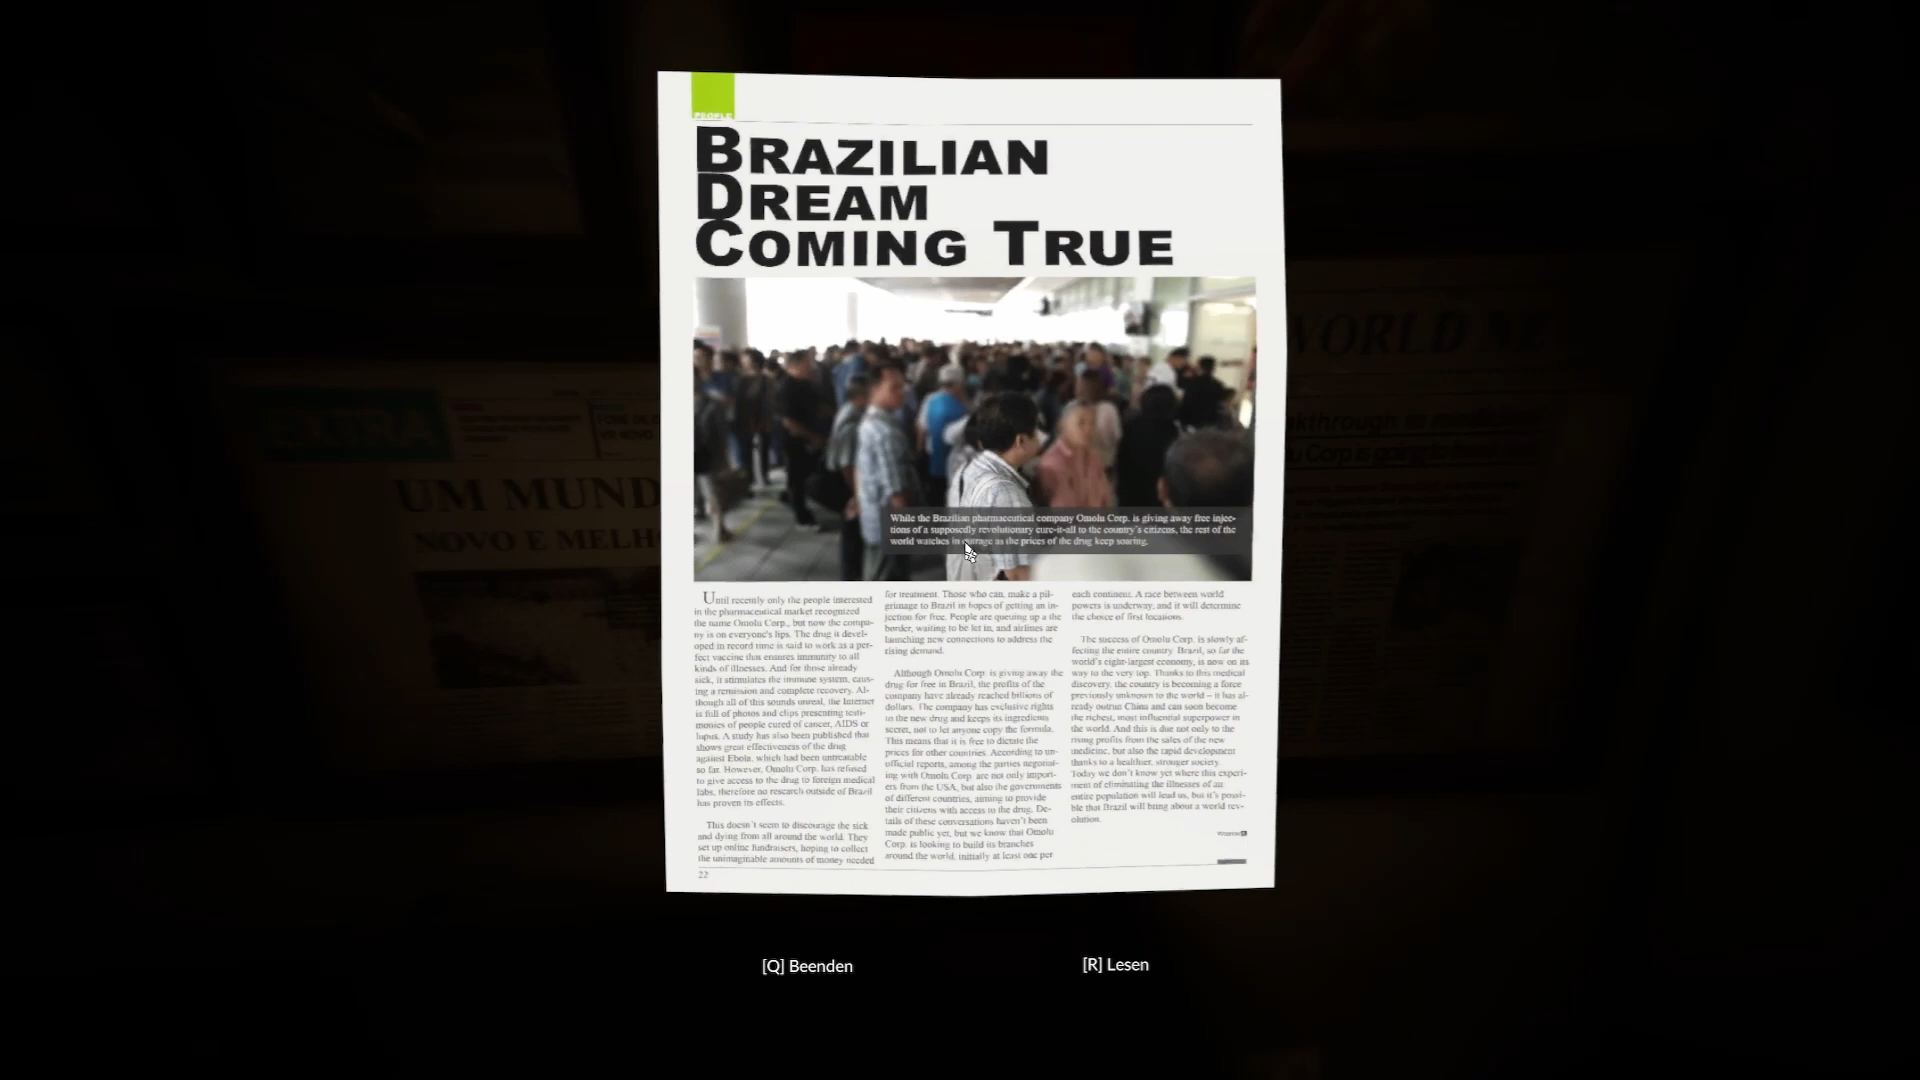 PEOPLE
BRAZILIAN
DREAM
COMING TRUE
While the Brazilian pharmaceutical company Omolu Corp. is giving away free injec-
tions of a supposedly revolutionary cure-it-all to the country's citizens, the rest of the
world watches in outrage as the prices of the drug keep soaring.
Until recently only the people interested
in the pharmaceutical market recognized
the name Omolu Corp., but now the compa-
ny is on everyone's lips. The drug it devel-
oped in record time is said to work as a per-
fect vaccine that ensures immunity to all
kinds of illnesses. And for those already
sick, it stimulates the immune system, caus-
ing a remission and complete recovery. Al-
though all of this sounds unreal, the Internet
is full of photos and clips presenting testi-
monies of people cured of cancer, AIDS or
lupus. A study has also been published that
shows great effectiveness of the drug
against Ebola, which had been untreatable
so far. However, Omolu Corp. has refused
to give access to the drug to foreign medical
labs, therefore no research outside of Brazil
has proven its effects.
This doesn't seem to discourage the sick
and dying from all around the world. They
set up online fundraisers, hoping to collect
the unimaginable amounts of money needed
for treatment. Those who can, make a pil-
grimage to Brazil in hopes of getting an in-
jection for free. People are queuing up a the
border, waiting to be let in, and airlines are
launching new connections to address the
rising demand.
Although Omolu Corp. is giving away the
drug for free in Brazil, the profits of the
company have already reached billions of
dollars. The company has exclusive rights
to the new drug and keeps its ingredients
secret, not to let anyone copy the formula.
This means that it is free to dictate the
prices for other countries. According to un-
official reports, among the parties negotiat-
ing with Omolu Corp. are not only import-
ers from the USA, but also the governments
of different countries, aiming to provide
their citizens with access to the drug. De-
tails of these conversations haven't been
made public yet, but we know that Omolu
Corp. is looking to build its branches
around the world, initially at least one per
each continent. A race between world
powers is underway, and it will determine
the choice of first locations.
The success of Omolu Corp. is slowly af-
fecting the entire country. Brazil, so far the
world's eight-largest economy, is now on its
way to the very top. Thanks to this medical
discovery, the country is becoming a force
previously unknown to the world – it has al-
ready outrun China and can soon become
the richest, most influential superpower in
the world. And this is due not only to the
rising profits from the sales of the new
medicine, but also the rapid development
thanks to a healthier, stronger society.
Today we don't know yet where this experi-
ment of eliminating the illnesses of an
entire population will lead us, but it's possi-
ble that Brazil will bring about a world rev-
olution.
22
EXTRA
UM MUND
NOVO E MELH
WORLD NE
[Q] Beenden
[R] Lesen